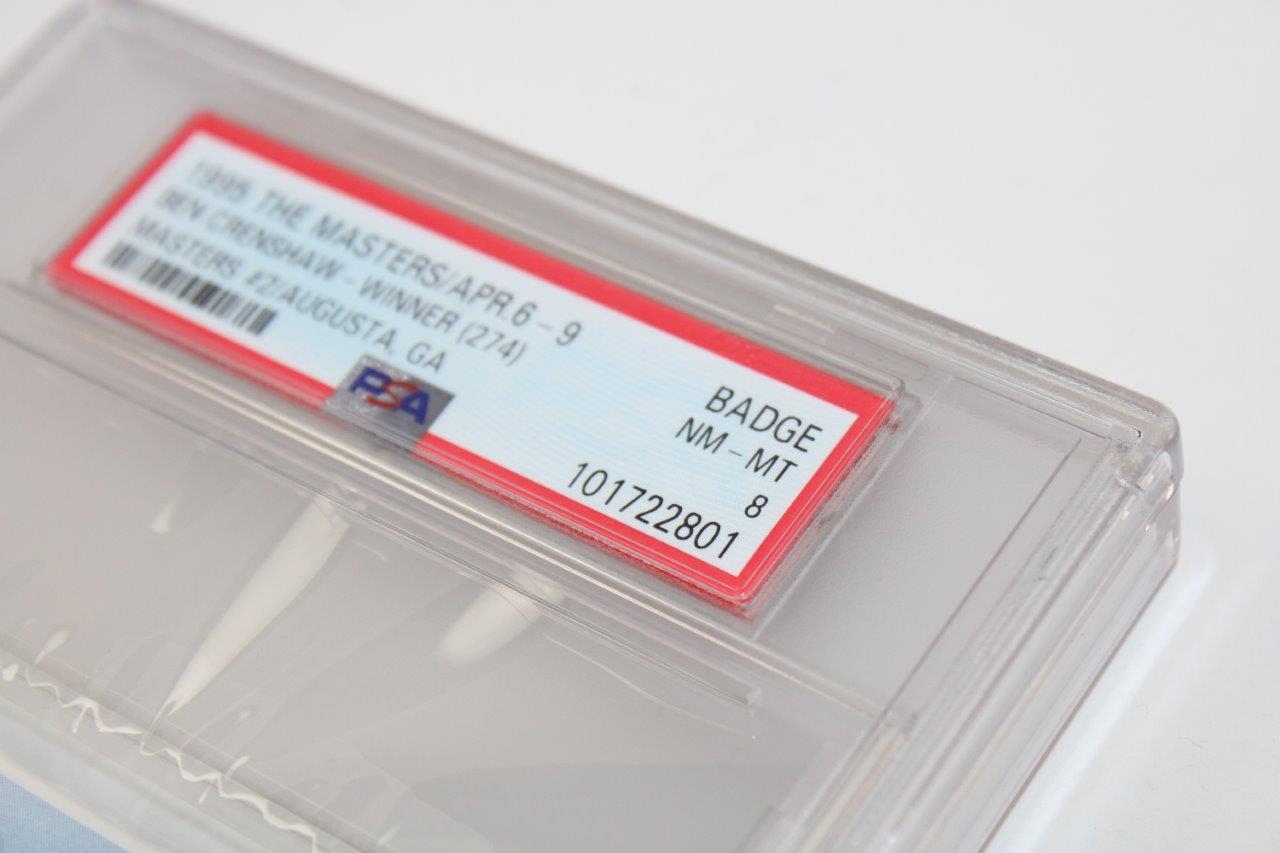 1995 THE MASTERS/APR.6 - 9
BEN CRENSHAW - WINNER (274)
MASTERS #2/AUGUSTA, GA
PSA
BADGE
NM - MT
8
101722801